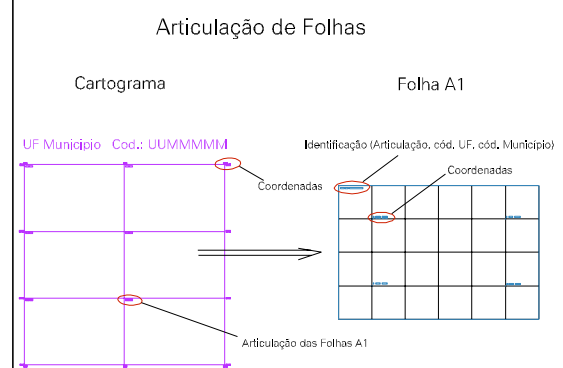 Articulação de Folhas
Cartograma
Folha A1
UF Município Cod.: UUMMMMM
Identificação (Articulação, cód. UF, cód. Município)
Coordenadas
Coordenadas
Articulação das Folhas A1